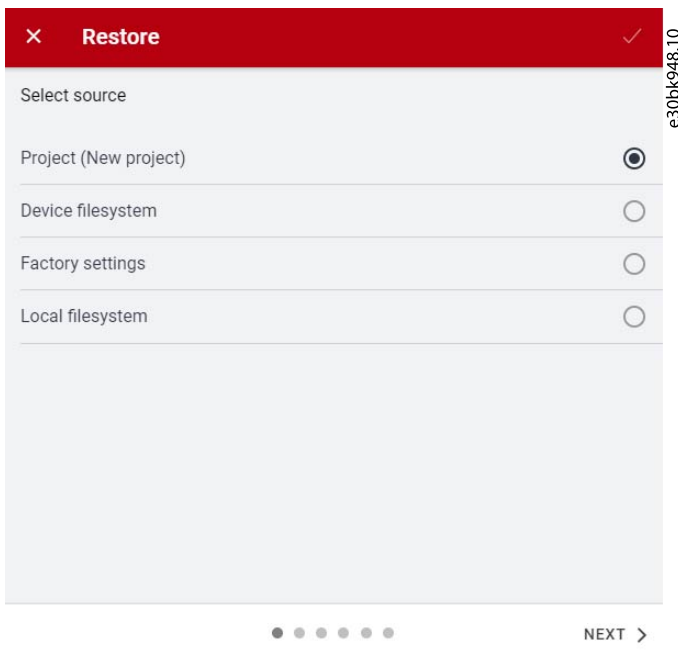 Restore
Select source
Project (New project)
Device filesystem
Factory settings
Local filesystem
NEXT
e30bk948.10